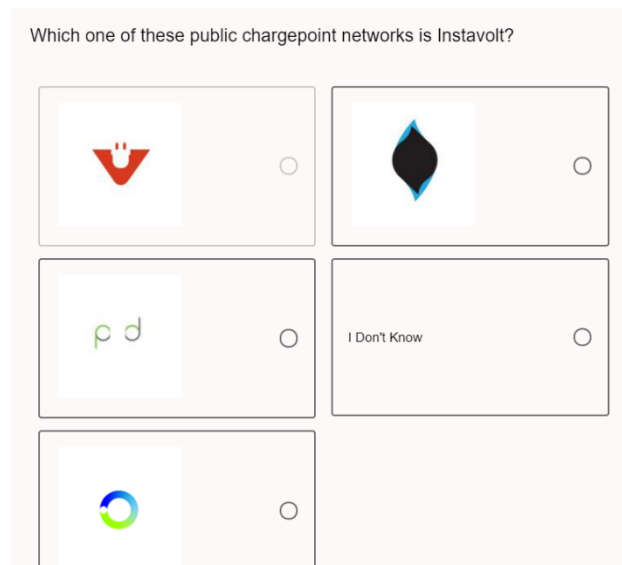 Which one of these public chargepoint networks is Instavolt?
p d
I Don't Know